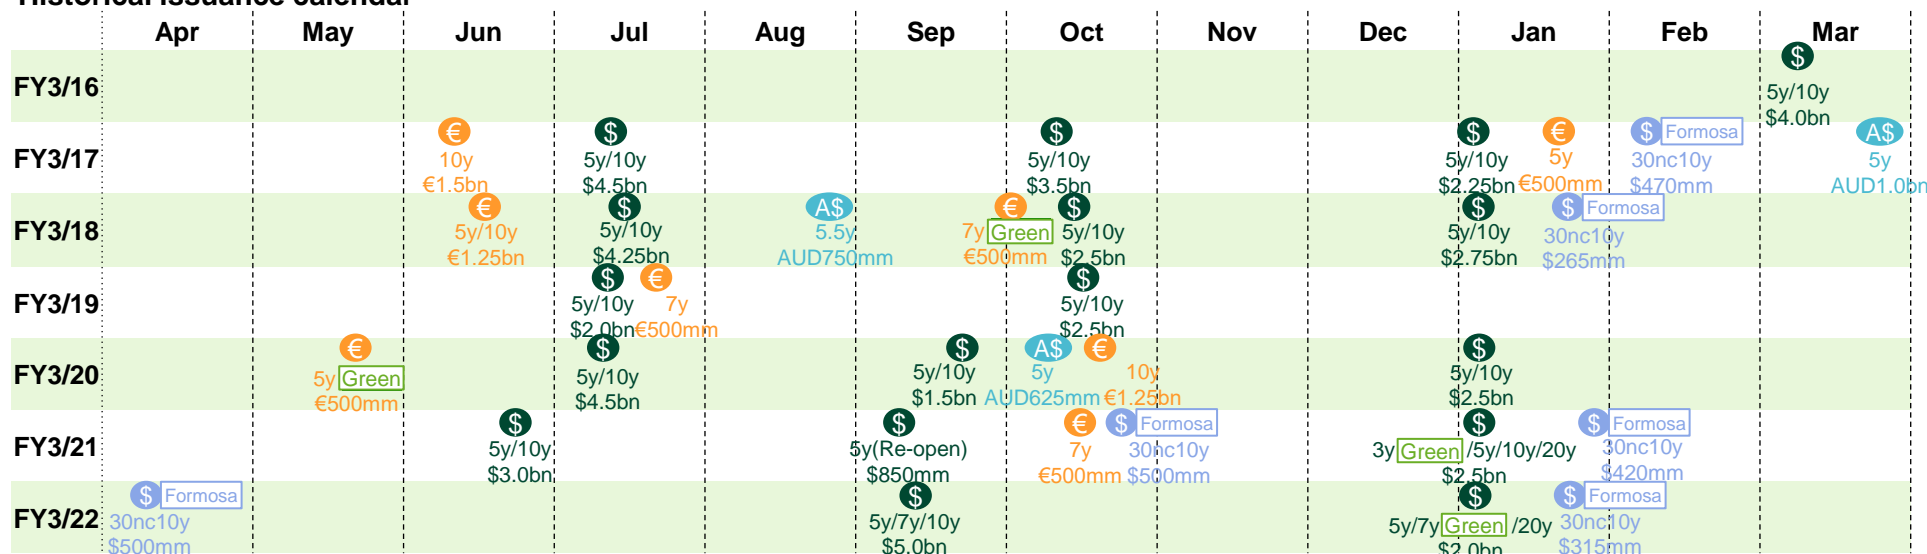 Historical issuance calendar
Apr May Jun Jul Aug Sep Oct Nov Dec Jan Feb Mar
FY3/16
$
5y/10y
$4.0bn
FY3/17
€
10y
€1.5bn
$
5y/10y
$4.5bn
$
5y/10y
$3.5bn
$
5y/10y
$2.25bn
€
5y
€500mm
$ Formosa
30nc10y
$470mm
A$
5y
AUD1.0bn
FY3/18
€
5y/10y
€1.25bn
$
5y/10y
$4.25bn
A$
5.5y
AUD750mm
€
7y Green
€500mm
$
5y/10y
$2.5bn
$
5y/10y
$2.75bn
$ Formosa
30nc10y
$265mm
FY3/19
$
5y/10y
$2.0bn
€
7y
€500mm
$
5y/10y
$2.5bn
FY3/20
€
5y Green
€500mm
$
5y/10y
$4.5bn
$
5y/10y
$1.5bn
A$
5y
AUD625mm
€
10y
€1.25bn
$
5y/10y
$2.5bn
FY3/21
$
5y/10y
$3.0bn
$
5y(Re-open)
$850mm
€
7y
€500mm
$ Formosa
30nc10y
$500mm
$
3y Green /5y/10y/20y
$2.5bn
$ Formosa
30nc10y
$420mm
FY3/22
$ Formosa
30nc10y
$500mm
$
5y/7y/10y
$5.0bn
$
5y/7y Green /20y
$2.0bn
$ Formosa
30nc10y
$315mm